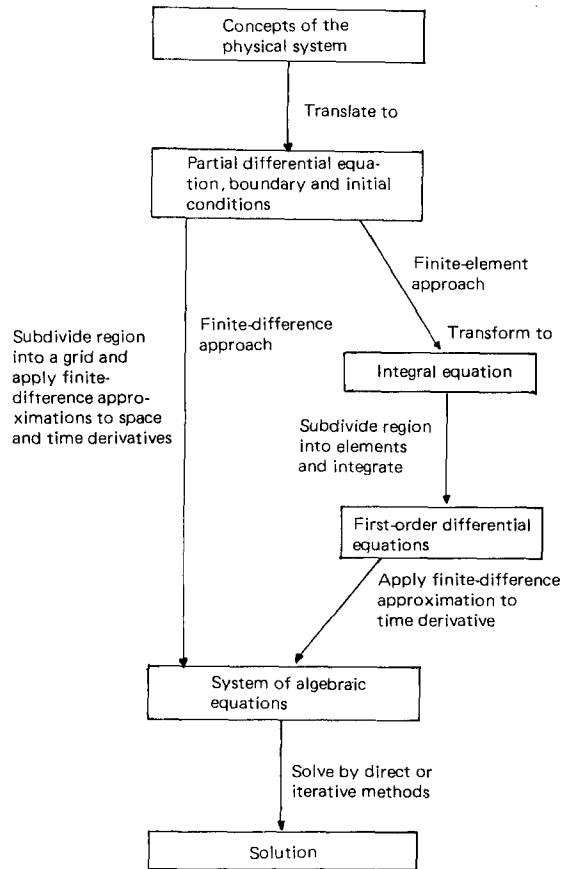 Concepts of the
physical system
Translate to
Partial differential equa-
tion, boundary and initial
conditions
Finite-element
approach
Subdivide region
into a grid and
apply finite-
difference appro-
ximations to space
and time derivatives
Finite-difference
approach
Transform to
Integral equation
Subdivide region
into elements
and integrate
First-order differential
equations
Apply finite-difference
approximation to
time derivative
System of algebraic
equations
Solve by direct or
iterative methods
Solution